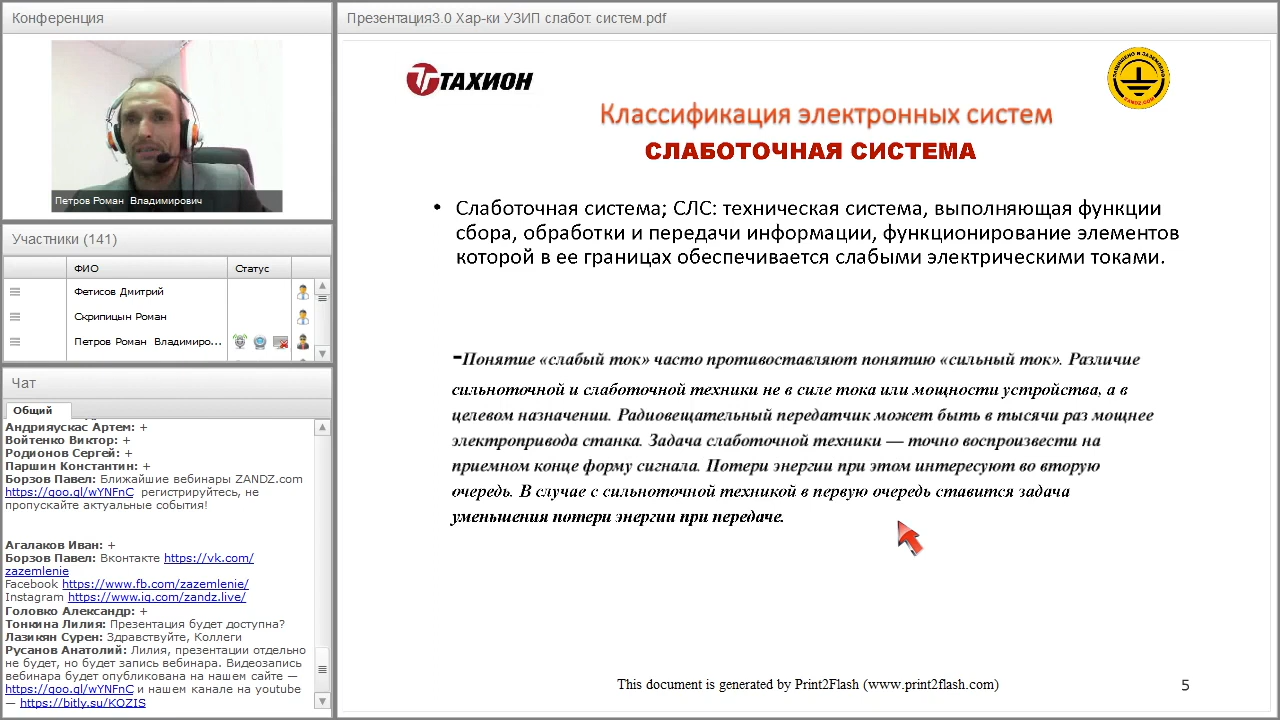 Конференция
Петров Роман Владимирович
Участники (141)
ФИО
Статус
Фетисов Дмитрий
Скрипицын Роман
Петров Роман Владимиро...
Чат
Общий
Андрияускас Артем: +
Войтенко Виктор: +
Родионов Сергей: +
Паршин Константин: +
Борзов Павел: Ближайшие вебинары ZANDZ.com
https://goo.gl/wYNFnC регистрируйтесь, не
пропускайте актуальные события!
Агалаков Иван: +
Борзов Павел: Вконтакте https://vk.com/
zazemlenie
Facebook https://www.fb.com/zazemlenie/
Instagram https://www.ig.com/zandz.live/
Головко Александр: +
Тонкина Лилия: Презентация будет доступна?
Лазикян Сурен: Здравствуйте, Коллеги
Русанов Анатолий: Лилия, презентации отдельно
не будет, но будет запись вебинара. Видеозапись
вебинара будет опубликована на нашем сайте —
https://goo.gl/wYNFnC и нашем канале на youtube
— https://bitly.su/KOZIS
Презентация3.0 Хар-ки УЗИП слабот. систем.pdf
ТАХИОН
ZANDZ.COM
Классификация электронных систем
СЛАБОТОЧНАЯ СИСТЕМА
• Слаботочная система; СЛС: техническая система, выполняющая функции
сбора, обработки и передачи информации, функционирование элементов
которой в ее границах обеспечивается слабыми электрическими токами.
-Понятие «слабый ток» часто противоставляют понятию «сильный ток». Различие
сильноточной и слаботочной техники не в силе тока или мощности устройства, а в
целевом назначении. Радиовещательный передатчик может быть в тысячи раз мощнее
электропривода станка. Задача слаботочной техники — точно воспроизвести на
приемном конце форму сигнала. Потери энергии при этом интересуют во вторую
очередь. В случае с сильноточной техникой в первую очередь ставится задача
уменьшения потери энергии при передаче.
This document is generated by Print2Flash (www.print2flash.com)
5